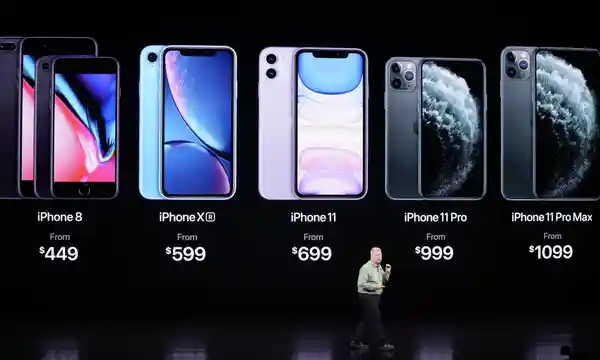 iPhone 8
From
$449
iPhone XR
From
$599
iPhone 11
From
$699
iPhone 11 Pro
From
$999
iPhone 11 Pro Max
From
$1099